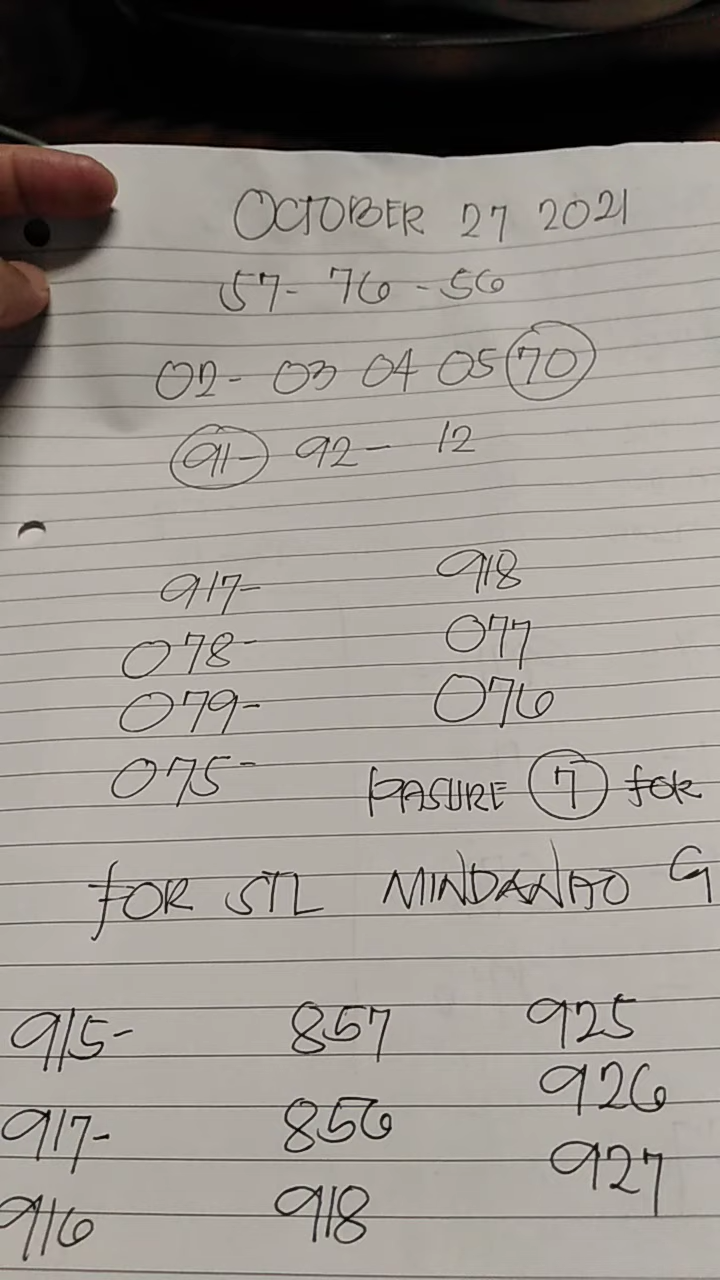 OCTOBER 27 2021
57- 76 - 56
02- 03 04 05 70
91- 92- 12
917- 918
078- 077
079- 076
075- PASURE 7 for
FOR STL MINDANAO G
915- 857 925
926
917- 856
927
916 918